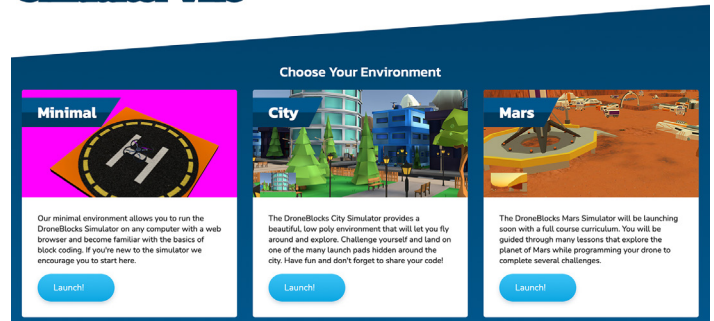 Choose Your Environment
Minimal
Our minimal environment allows you to run the
DroneBlocks Simulator on any computer with a web
browser and become familiar with the basics of
block coding. If you're new to the simulator we
encourage you to start here.
Launch!
City
The DroneBlocks City Simulator provides a
beautiful, low poly environment that will let you fly
around and explore. Challenge yourself and land on
one of the many launch pads hidden around the
city. Have fun and don't forget to share your code!
Launch!
Mars
The DroneBlocks Mars Simulator will be launching
soon with a full course curriculum. You will be
guided through many lessons that explore the
planet of Mars while programming your drone to
complete several challenges.
Launch!